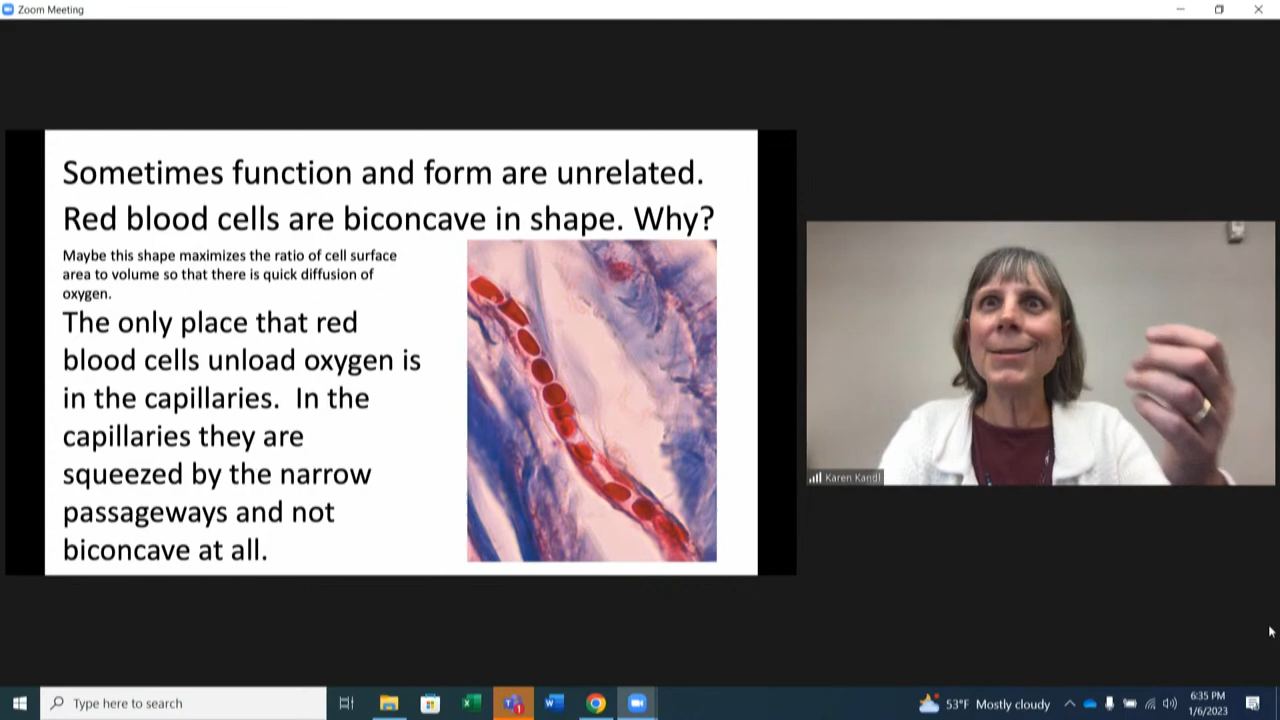 Zoom Meeting
Sometimes function and form are unrelated.
Red blood cells are biconcave in shape. Why?
Maybe this shape maximizes the ratio of cell surface
area to volume so that there is quick diffusion of
oxygen.
The only place that red
blood cells unload oxygen is
in the capillaries. In the
capillaries they are
squeezed by the narrow
passageways and not
biconcave at all.
Karen Kandl
Type here to search
1
53°F Mostly cloudy
6:35 PM
1/6/2023